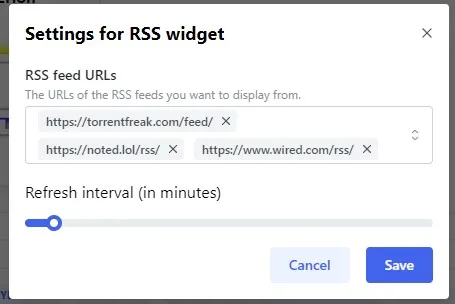 Settings for RSS widget
RSS feed URLs
The URLs of the RSS feeds you want to display from.
https://torrentfreak.com/feed/
https://noted.lol/rss/ https://www.wired.com/rss/
Refresh interval (in minutes)
Cancel Save